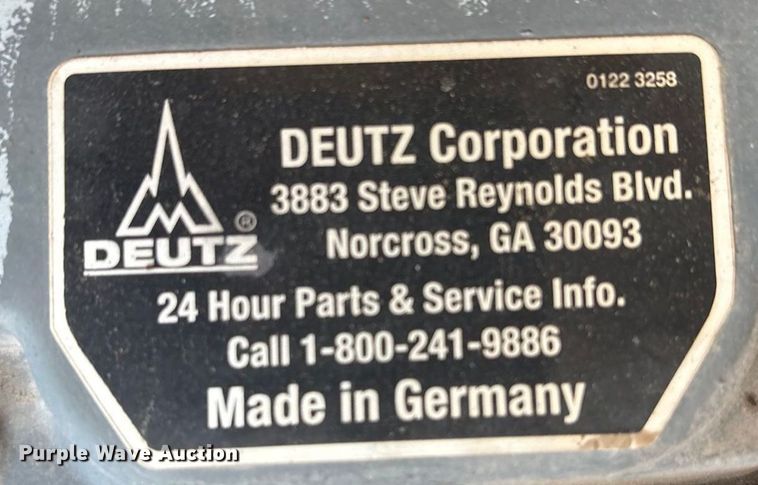 0122 3258
DEUTZ Corporation
3883 Steve Reynolds Blvd.
Norcross, GA 30093
DEUTZ ®
24 Hour Parts & Service Info.
Call 1-800-241-9886
Made in Germany
Purple Wave Auction